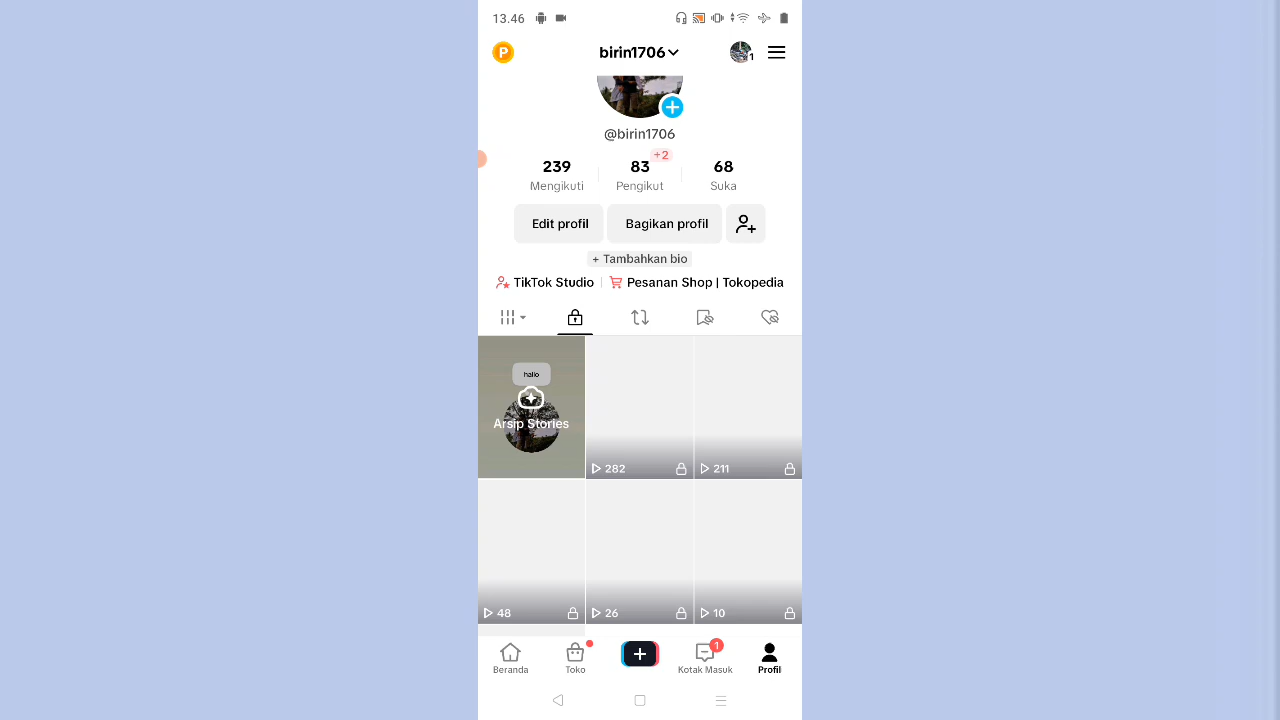 13.46
P
birin1706
1
@birin1706
+2
239 83 68
Mengikuti Pengikut Suka
Edit profil Bagikan profil
+ Tambahkan bio
TikTok Studio Pesanan Shop | Tokopedia
hallo
Arsip Stories
282 211
48 26 10
1
Beranda Toko Kotak Masuk Profil